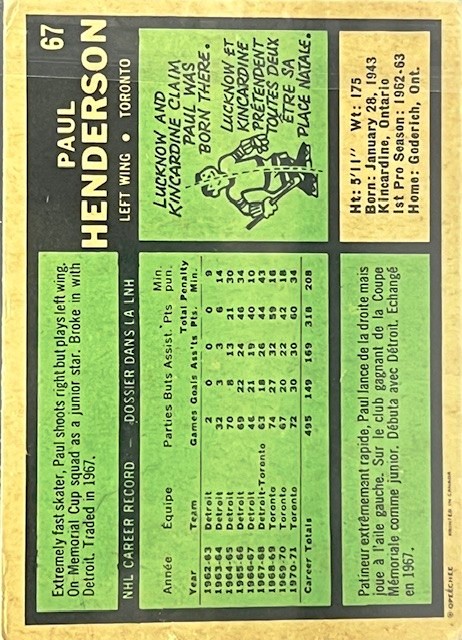 67
PAUL
HENDERSON
LEFT WING • TORONTO
Extremely fast skater, Paul shoots right but plays left wing.
On Memorial Cup squad as a junior star. Broke in with
Detroit. Traded in 1967.
LUCKNOW AND
KINCARDINE CLAIM
PAUL WAS
BORN THERE.
LUCKNOW ET
KINCARDINE
PRÉTENDENT
TOUTES DEUX
ÊTRE SA
PLACE NATALE.
NHL CAREER RECORD — DOSSIER DANS LA LNH
Année Équipe Parties Buts Assist. Pts Min. pun.
Year Team Games Goals Ass'ts Total Pts. Penalty Min.
1962-63 Detroit 2 0 0 0 9
1963-64 Detroit 32 3 3 6 14
1964-65 Detroit 70 8 13 21 30
1965-66 Detroit 69 22 24 46 34
1966-67 Detroit 46 21 19 40 10
1967-68 Detroit-Toronto 63 18 26 44 43
1968-69 Toronto 74 27 32 59 16
1969-70 Toronto 67 20 22 42 18
1970-71 Toronto 72 30 30 60 34
Career Totals 495 149 169 318 208
Ht: 5'11" Wt: 175
Born: January 28, 1943
Kincardine, Ontario
1st Pro Season: 1962-63
Home: Goderich, Ont.
Patineur extrêmement rapide, Paul lance de la droite mais
joue à l'aile gauche. Sur le club gagnant de la Coupe
Mémoriale comme junior. Débuta avec Détroit. Echangé
en 1967.
© OPEECHEE PRINTED IN CANADA